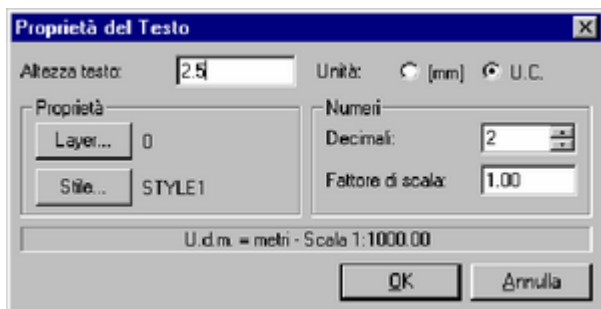 Proprietà del Testo
Altezza testo: 2.5 Unità: (mm) U.C.
Proprietà Numeri
Layer... 0 Decimali: 2
Stile... STYLE1 Fattore di scala: 1.00
U.d.m. = metri - Scala 1:1000.00
OK Annulla